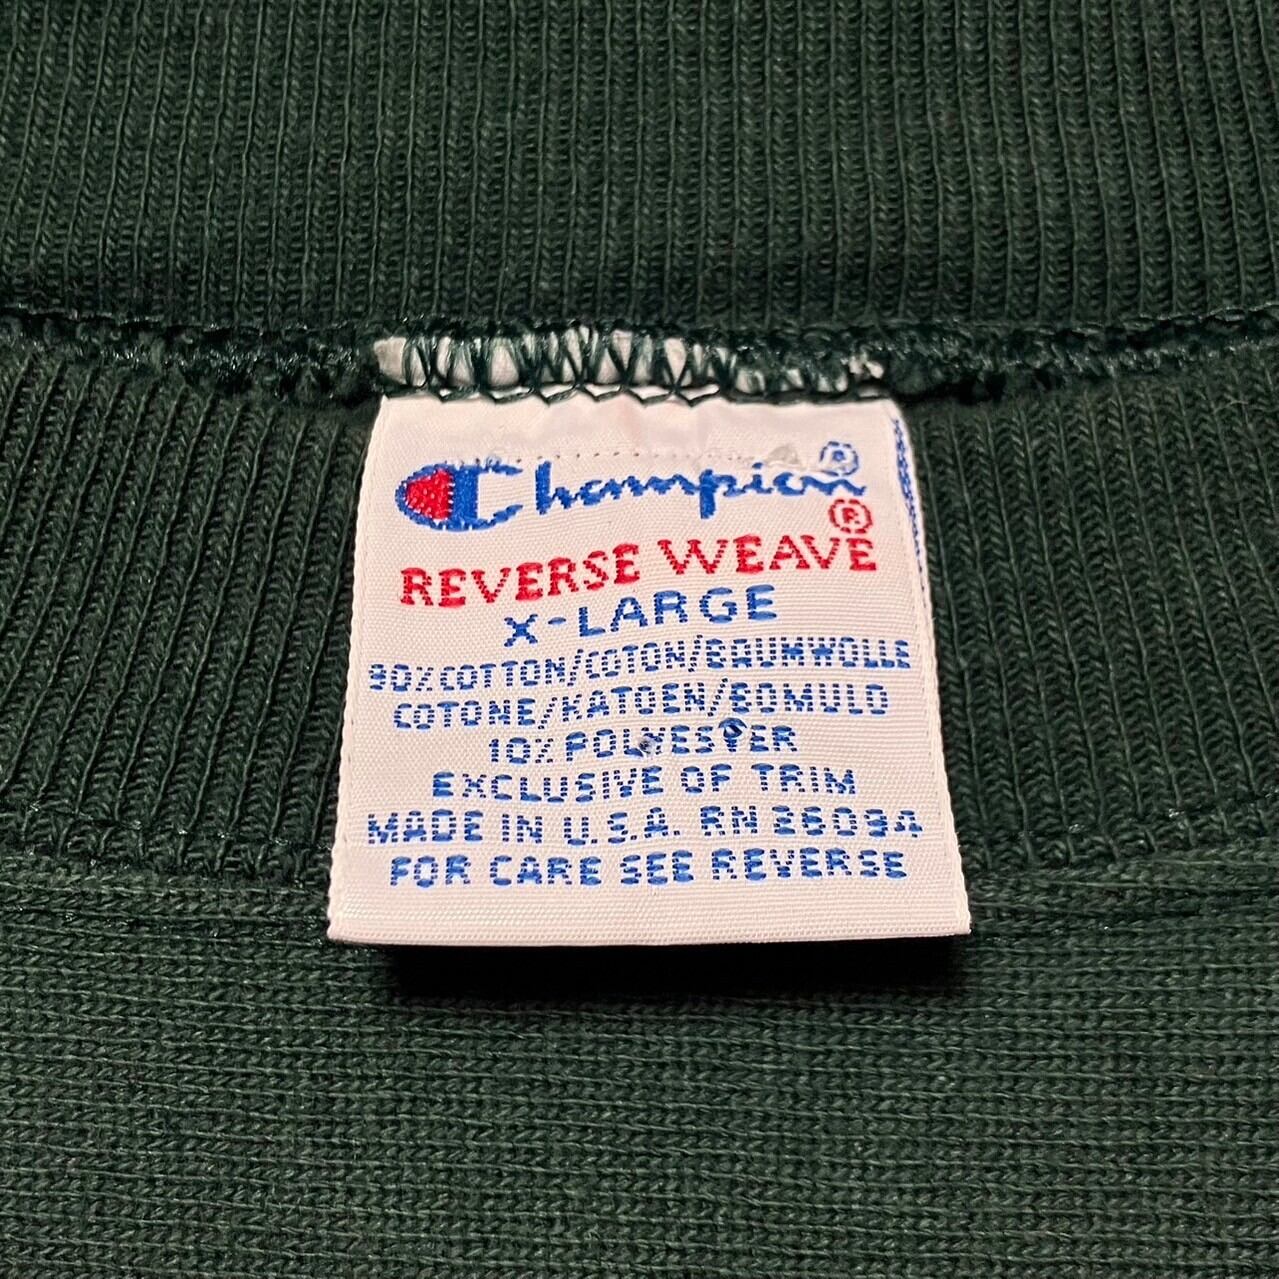 Champion®
REVERSE WEAVE®
X-LARGE
90% COTTON/COTON/BAUMWOLLE
COTONE/KATOEN/BOMULD
10% POLYESTER
EXCLUSIVE OF TRIM
MADE IN U.S.A. RN 26094
FOR CARE SEE REVERSE